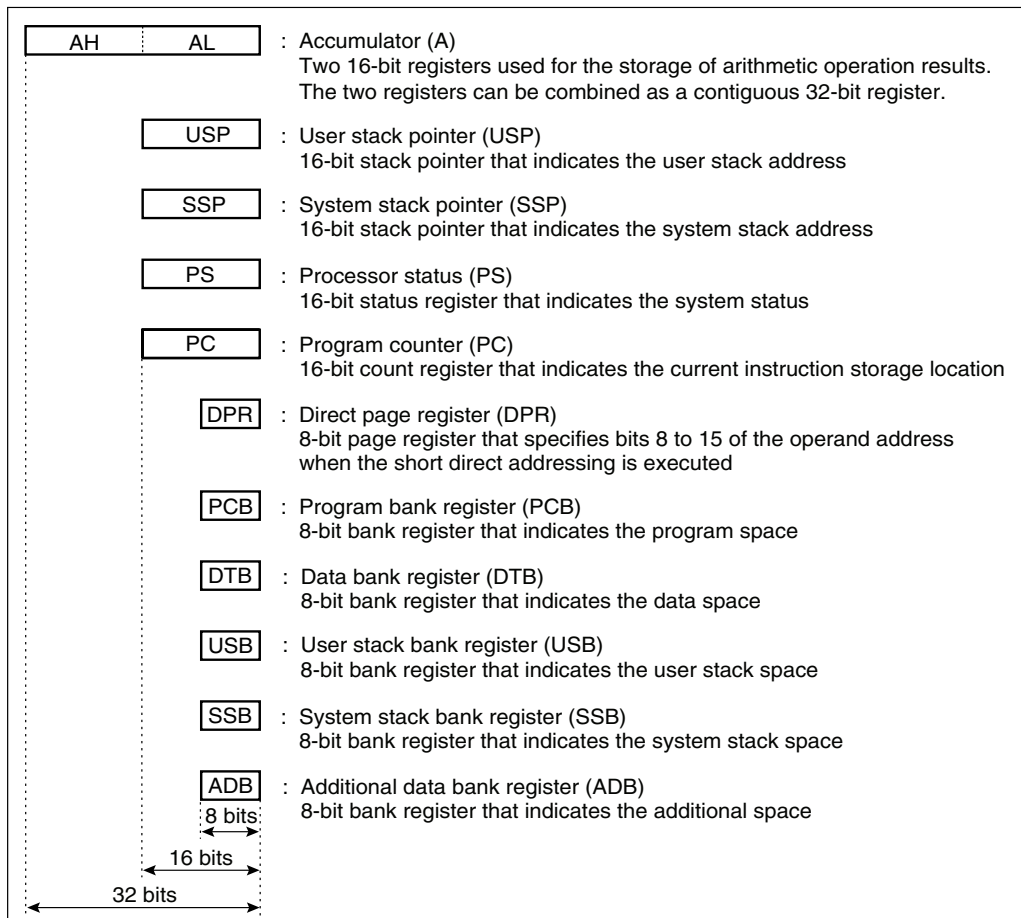 AH AL : Accumulator (A)
Two 16-bit registers used for the storage of arithmetic operation results.
The two registers can be combined as a contiguous 32-bit register.
USP : User stack pointer (USP)
16-bit stack pointer that indicates the user stack address
SSP : System stack pointer (SSP)
16-bit stack pointer that indicates the system stack address
PS : Processor status (PS)
16-bit status register that indicates the system status
PC : Program counter (PC)
16-bit count register that indicates the current instruction storage location
DPR : Direct page register (DPR)
8-bit page register that specifies bits 8 to 15 of the operand address
when the short direct addressing is executed
PCB : Program bank register (PCB)
8-bit bank register that indicates the program space
DTB : Data bank register (DTB)
8-bit bank register that indicates the data space
USB : User stack bank register (USB)
8-bit bank register that indicates the user stack space
SSB : System stack bank register (SSB)
8-bit bank register that indicates the system stack space
ADB : Additional data bank register (ADB)
8-bit bank register that indicates the additional space
8 bits
16 bits
32 bits